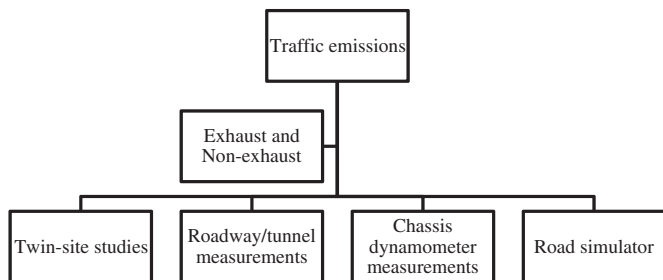 Traffic emissions
Exhaust and
Non-exhaust
Twin-site studies
Roadway/tunnel
measurements
Chassis
dynamometer
measurements
Road simulator